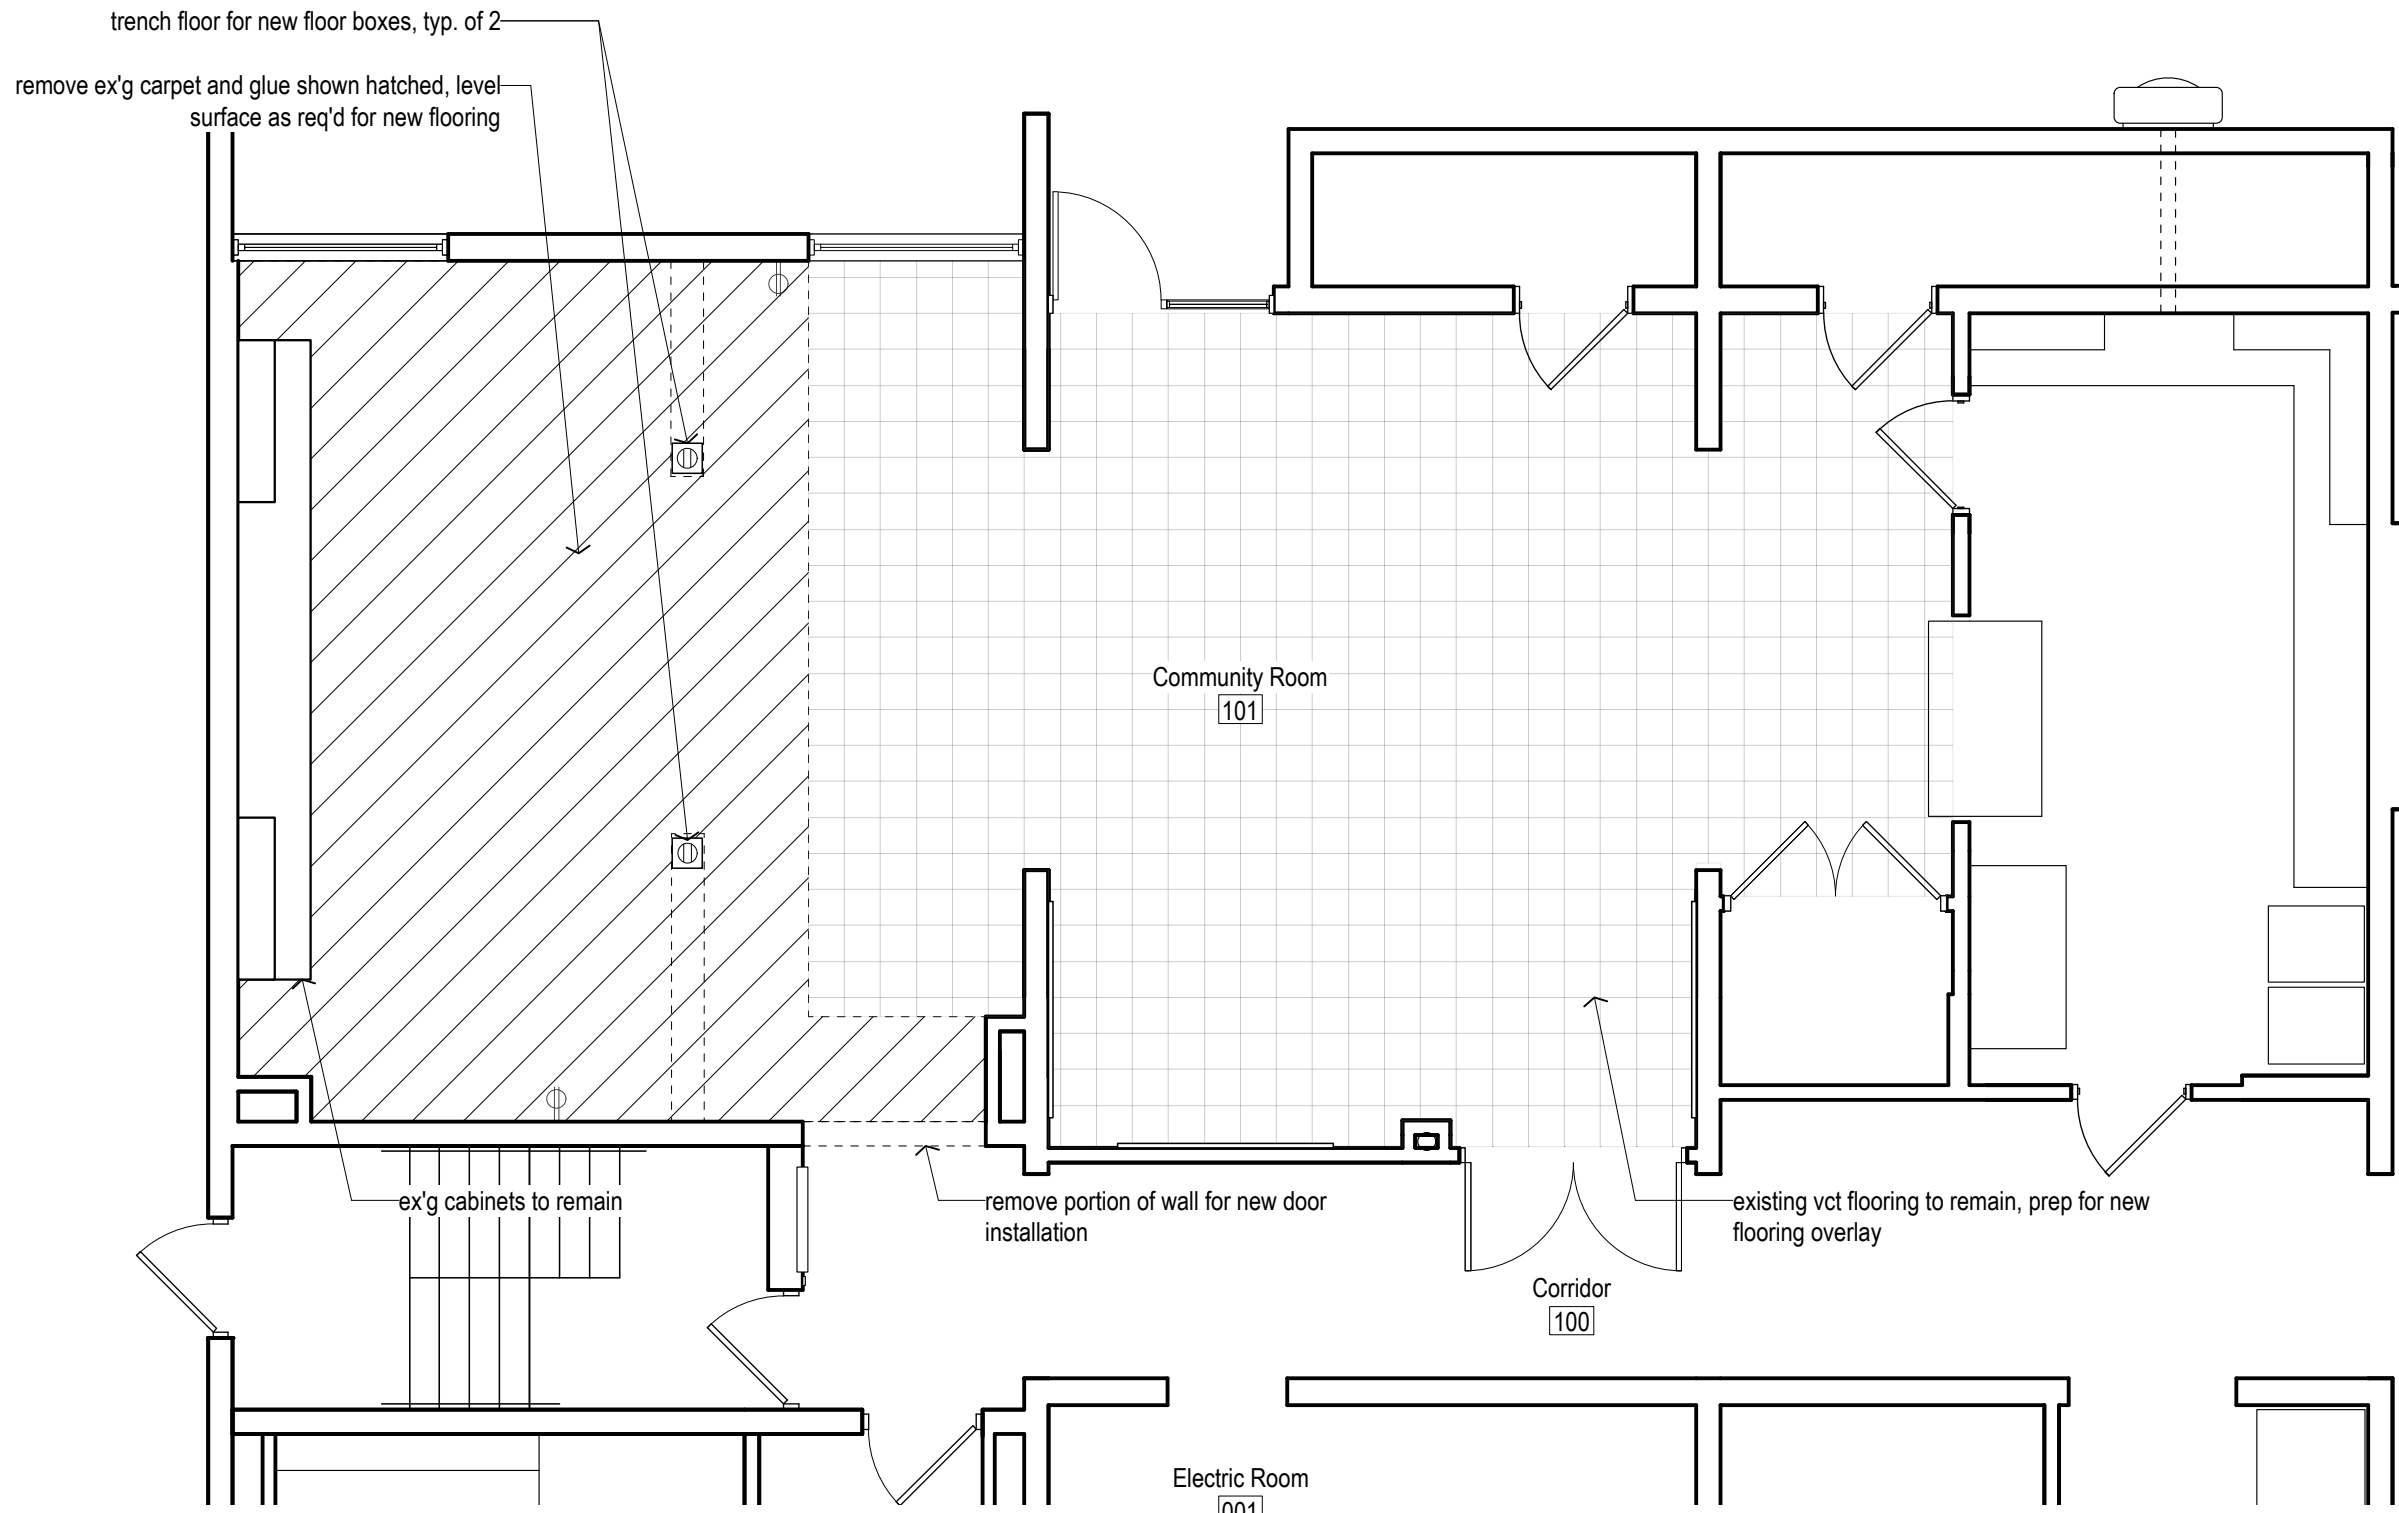 trench floor for new floor boxes, typ. of 2
remove ex'g carpet and glue shown hatched, level
surface as req'd for new flooring
Community Room
101
ex'g cabinets to remain
remove portion of wall for new door
installation
existing vct flooring to remain, prep for new
flooring overlay
Corridor
100
Electric Room
001